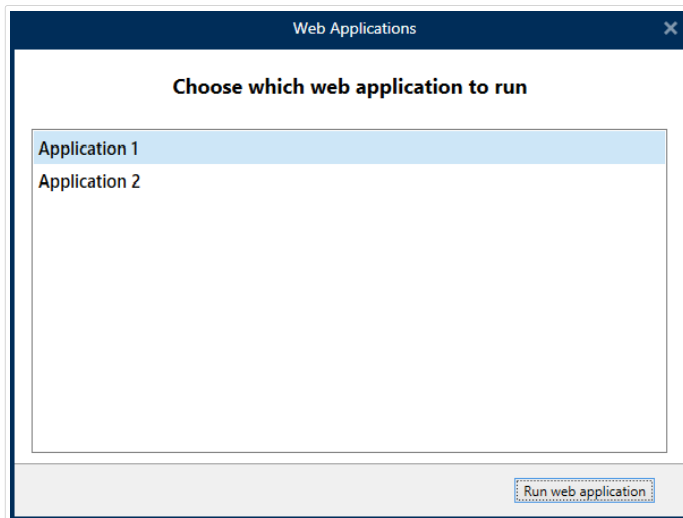 Web Applications
Choose which web application to run
Application 1
Application 2
Run web application